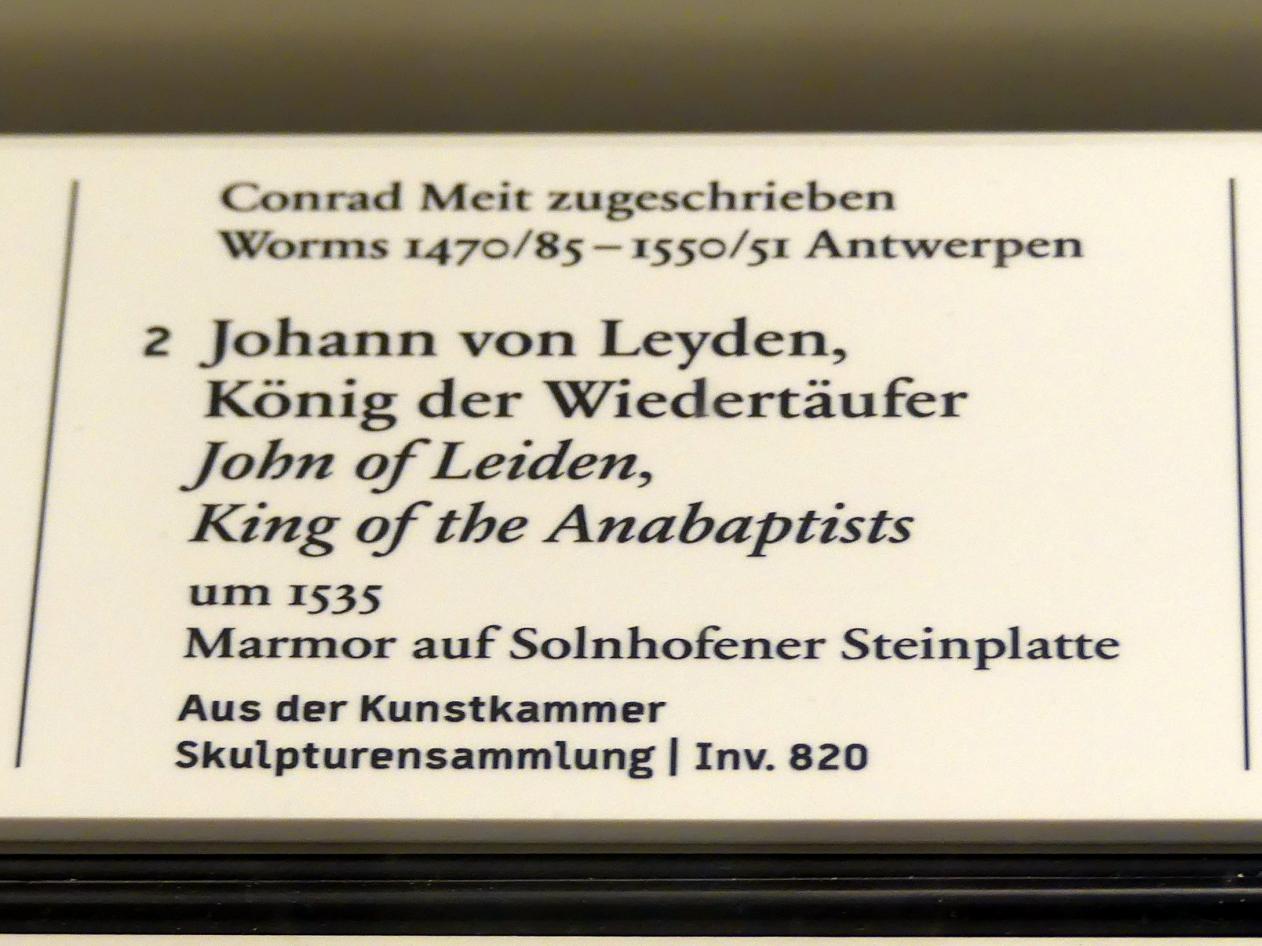 Conrad Meit zugeschrieben
Worms 1470/85 – 1550/51 Antwerpen
2 Johann von Leyden,
König der Wiedertäufer
John of Leiden,
King of the Anabaptists
um 1535
Marmor auf Solnhofener Steinplatte
Aus der Kunstkammer
Skulpturensammlung | Inv. 820